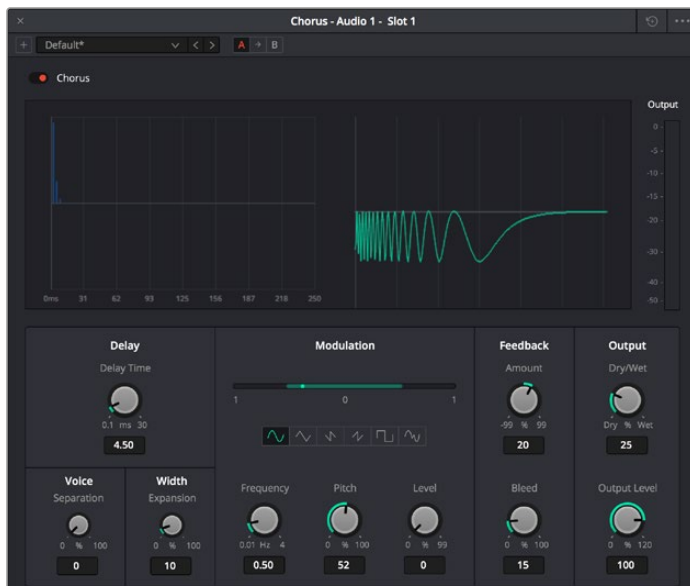 Chorus - Audio 1 - Slot 1
Default*
A B
Chorus
Output
0 -
-5 -
-10 -
-15 -
-20 -
-30 -
-40 -
-50 -
0ms 31 62 93 125 156 187 218 250
Delay
Delay Time
0.1 ms 30
4.50
Modulation
1 0 1
Feedback
Amount
-99 % 99
20
Output
Dry/Wet
Dry % Wet
25
Voice
Separation
0 % 100
0
Width
Expansion
0 % 100
10
Frequency
0.01 Hz 4
0.50
Pitch
0 % 100
52
Level
0 % 99
0
Bleed
0 % 100
15
Output Level
0 % 120
100